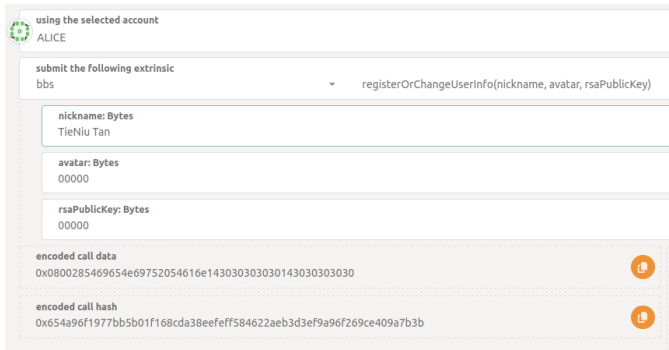 using the selected account
ALICE
submit the following extrinsic
bbs registerOrChangeUserInfo(nickname, avatar, rsaPublicKey)
nickname: Bytes
TieNiu Tan
avatar: Bytes
00000
rsaPublicKey: Bytes
00000
encoded call data
0x0800285469654e69752054616e143030303030143030303030
encoded call hash
0x654a96f1977bb5b01f168cda38eefeff584622aeb3d3ef9a96f269ce409a7b3b